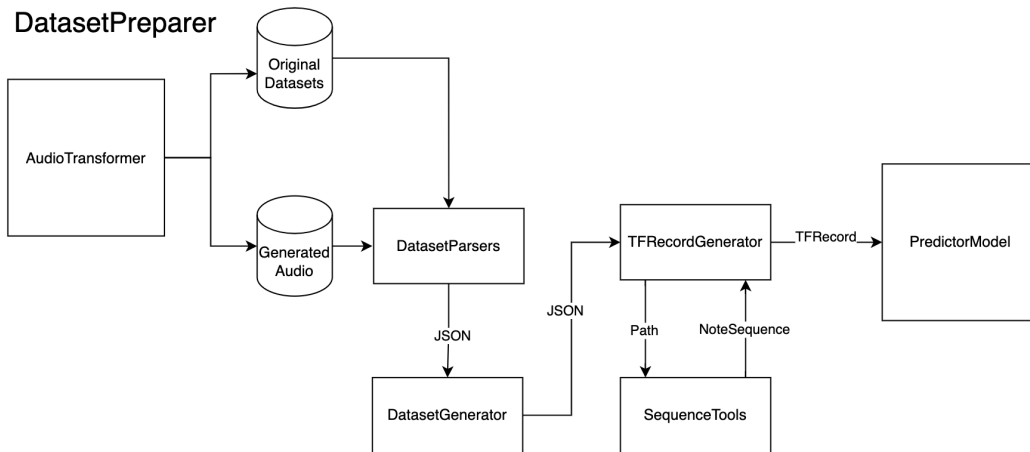 DatasetPreparer
Original
Datasets
AudioTransformer
Generated
Audio
DatasetParsers
TFRecordGenerator
TFRecord
PredictorModel
JSON
JSON
Path
NoteSequence
DatasetGenerator
SequenceTools